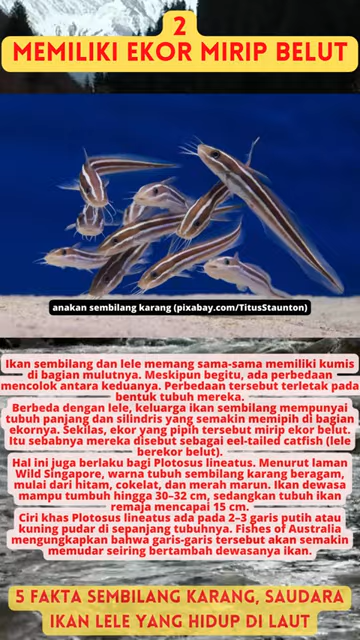 2
MEMILIKI EKOR MIRIP BELUT
anakan sembilang karang (pixabay.com/TitusStaunton)
Ikan sembilang dan lele memang sama-sama memiliki kumis
di bagian mulutnya. Meskipun begitu, ada perbedaan
mencolok antara keduanya. Perbedaan tersebut terletak pada
bentuk tubuh mereka.
Berbeda dengan lele, keluarga ikan sembilang mempunyai
tubuh panjang dan silindris yang semakin memipih di bagian
ekornya. Sekilas, ekor yang pipih tersebut mirip ekor belut.
Itu sebabnya mereka disebut sebagai eel-tailed catfish (lele
berekor belut).
Hal ini juga berlaku bagi Plotosus lineatus. Menurut laman
Wild Singapore, warna tubuh sembilang karang beragam,
mulai dari hitam, cokelat, dan merah marun. Ikan dewasa
mampu tumbuh hingga 30–32 cm, sedangkan tubuh ikan
remaja mencapai 15 cm.
Ciri khas Plotosus lineatus ada pada 2–3 garis putih atau
kuning pudar di sepanjang tubuhnya. Fishes of Australia
mengungkapkan bahwa garis-garis tersebut akan semakin
memudar seiring bertambah dewasanya ikan.
5 FAKTA SEMBILANG KARANG, SAUDARA
IKAN LELE YANG HIDUP DI LAUT